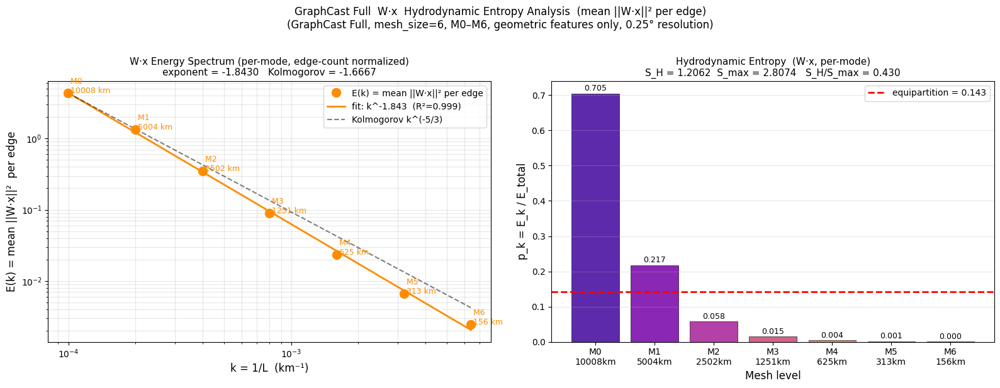 GraphCast Full  W·x  Hydrodynamic Entropy Analysis  (mean ||W·x||² per edge)
(GraphCast Full, mesh_size=6, M0–M6, geometric features only, 0.25° resolution)
W·x Energy Spectrum (per-mode, edge-count normalized)
exponent = -1.8430   Kolmogorov = -1.6667
E(k) = mean ||W·x||²  per edge
10⁰
10⁻¹
10⁻²
M0
10008 km
M1
5004 km
M2
2502 km
M3
1251 km
M4
625 km
M5
313 km
M6
156 km
E(k) = mean ||W·x||² per edge
fit: k^-1.843  (R²=0.999)
Kolmogorov k^(-5/3)
10⁻⁴
10⁻³
k = 1/L  (km⁻¹)
Hydrodynamic Entropy  (W·x, per-mode)
S_H = 1.2062  S_max = 2.8074   S_H/S_max = 0.430
p_k = E_k / E_total
0.7
0.6
0.5
0.4
0.3
0.2
0.1
0.0
0.705
0.217
0.058
0.015
0.004
0.001
0.000
equipartition = 0.143
M0
10008km
M1
5004km
M2
2502km
M3
1251km
M4
625km
M5
313km
M6
156km
Mesh level